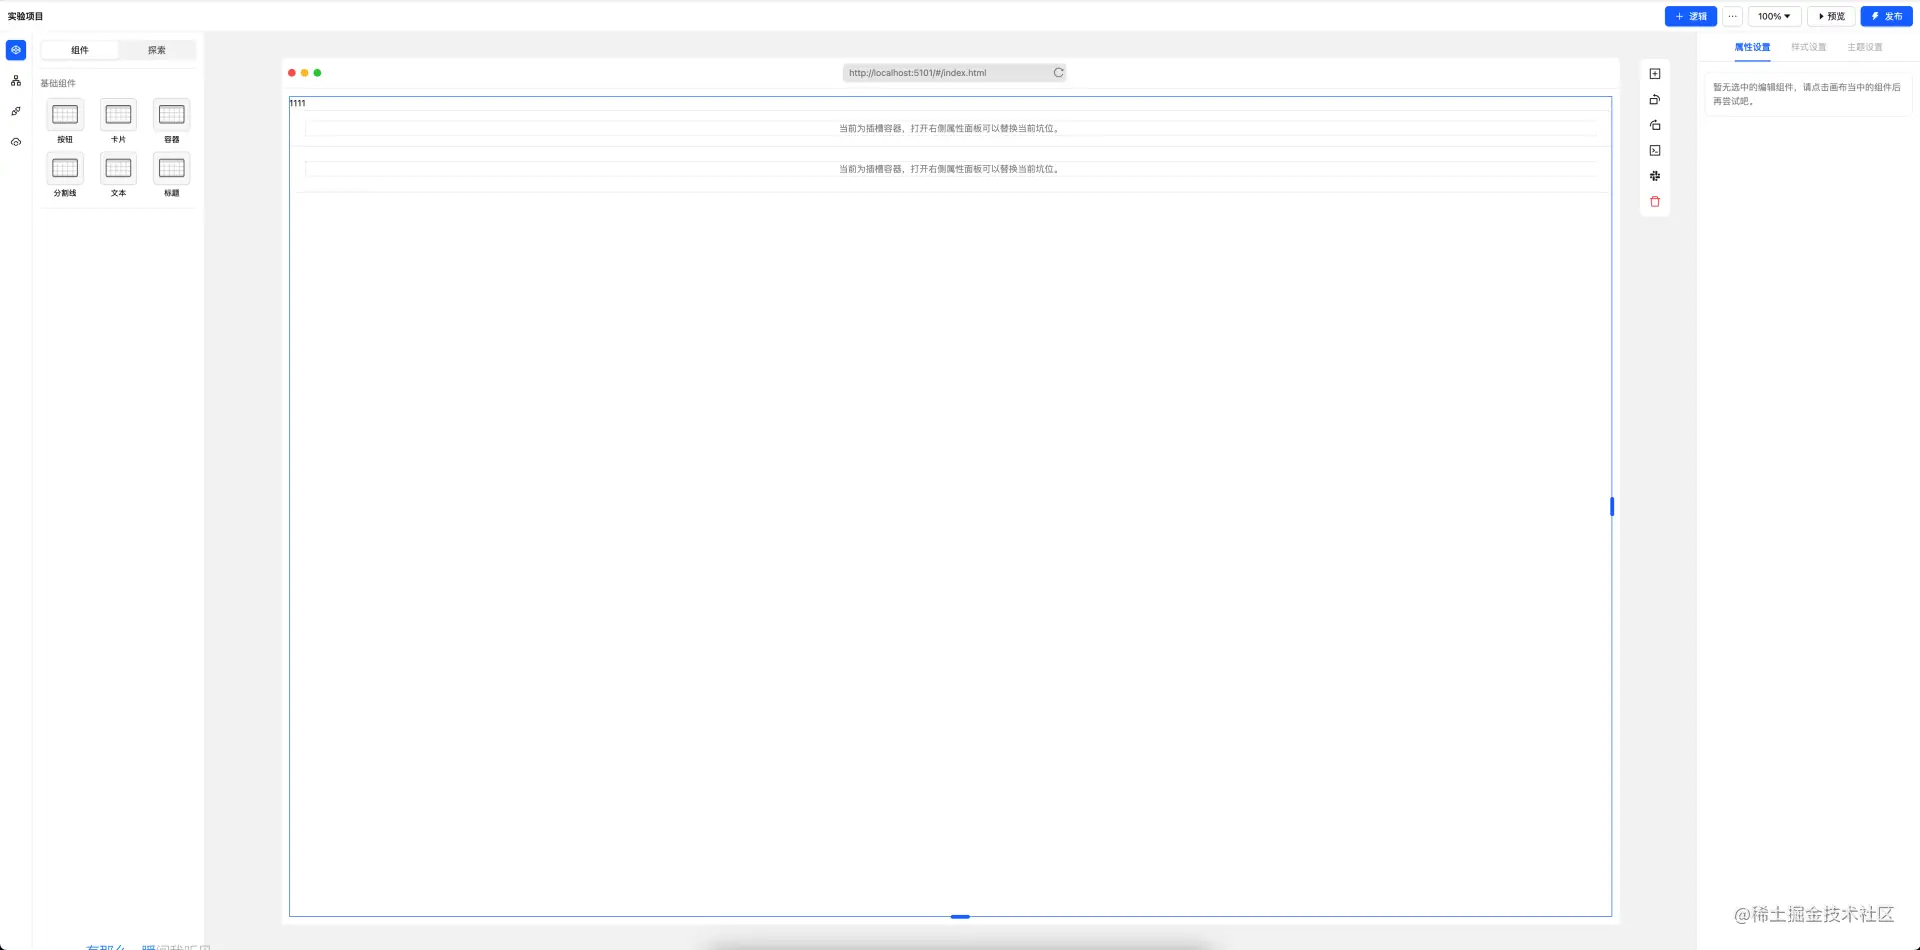 实验项目
逻辑
···
100%
预览
发布
组件
探索
属性设置
样式设置
主题设置
基础组件
按钮
卡片
容器
分割线
文本
标题
http://localhost:5101/#/index.html
1111
当前为插槽容器，打开右侧属性面板可以替换当前坑位。
当前为插槽容器，打开右侧属性面板可以替换当前坑位。
暂无选中的编辑组件，请点击画布当中的组件后
再尝试吧。
@稀土掘金技术社区